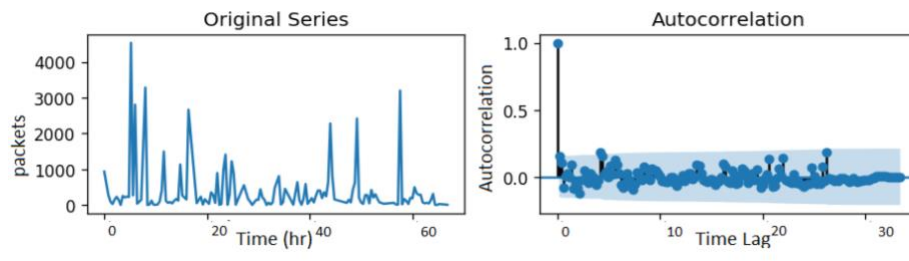 Original Series
packets
4000
3000
2000
1000
0
0 20 40 60
Time (hr)
Autocorrelation
Autocorrelation
1.0
0.5
0.0
0 10 20 30
Time Lag